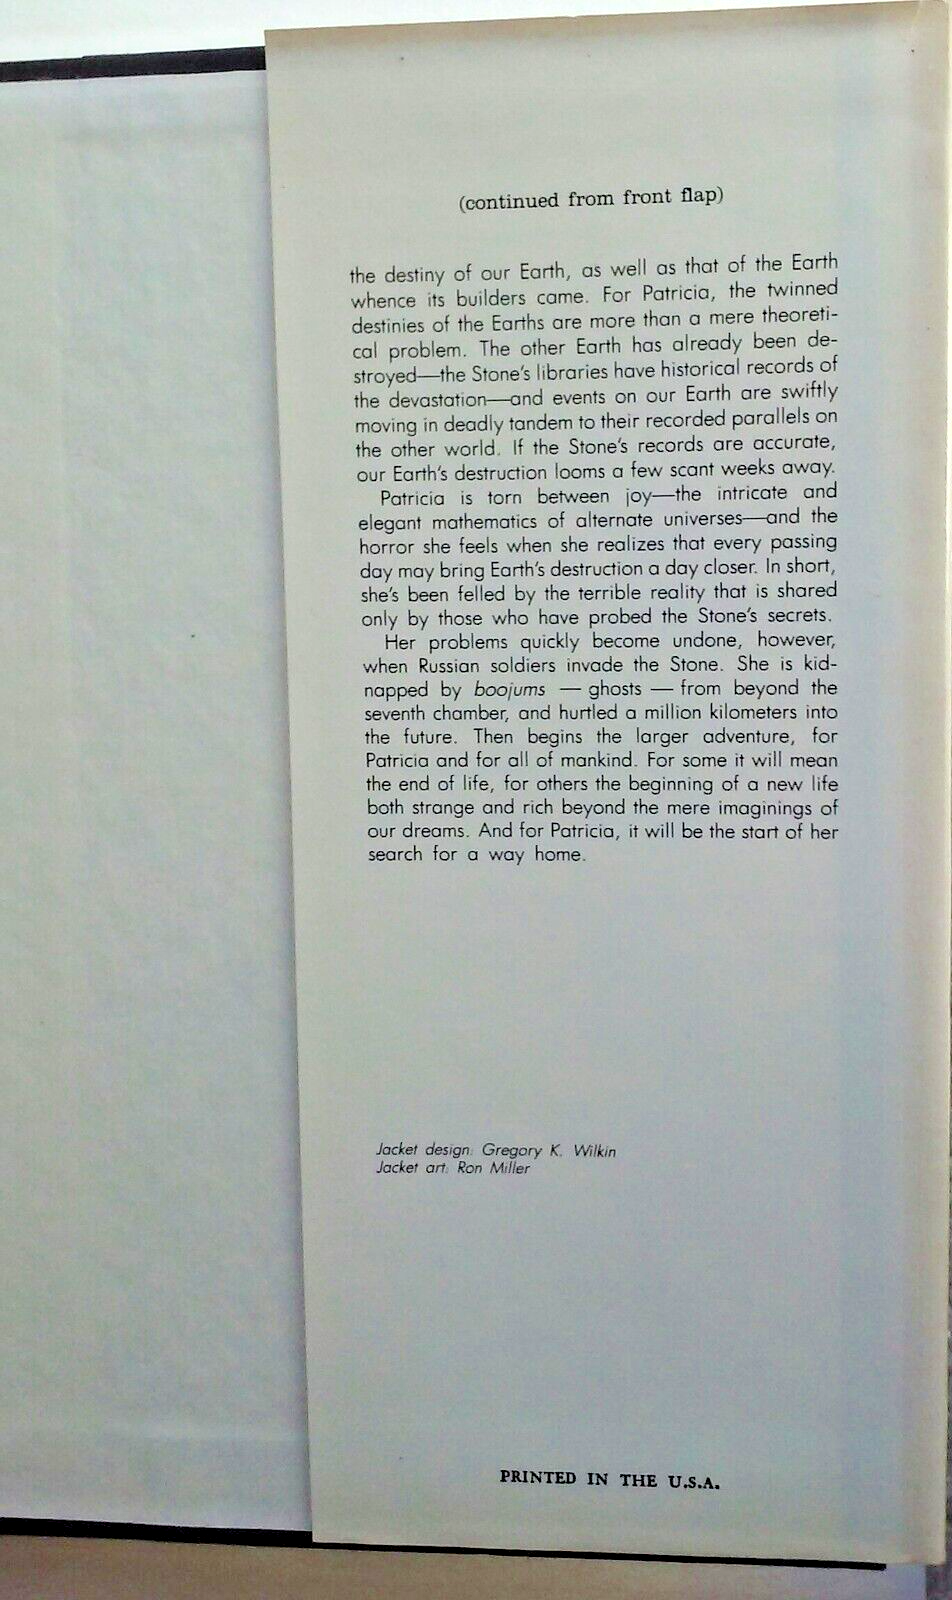 (continued from front flap)
the destiny of our Earth, as well as that of the Earth
whence its builders came. For Patricia, the twinned
destinies of the Earths are more than a mere theoreti-
cal problem. The other Earth has already been de-
stroyed—the Stone's libraries have historical records of
the devastation—and events on our Earth are swiftly
moving in deadly tandem to their recorded parallels on
the other world. If the Stone's records are accurate,
our Earth's destruction looms a few scant weeks away.
Patricia is torn between joy—the intricate and
elegant mathematics of alternate universes—and the
horror she feels when she realizes that every passing
day may bring Earth's destruction a day closer. In short,
she's been felled by the terrible reality that is shared
only by those who have probed the Stone's secrets.
Her problems quickly become undone, however,
when Russian soldiers invade the Stone. She is kid-
napped by boojums — ghosts — from beyond the
seventh chamber, and hurtled a million kilometers into
the future. Then begins the larger adventure, for
Patricia and for all of mankind. For some it will mean
the end of life, for others the beginning of a new life
both strange and rich beyond the mere imaginings of
our dreams. And for Patricia, it will be the start of her
search for a way home.
Jacket design: Gregory K. Wilkin
Jacket art: Ron Miller
PRINTED IN THE U.S.A.